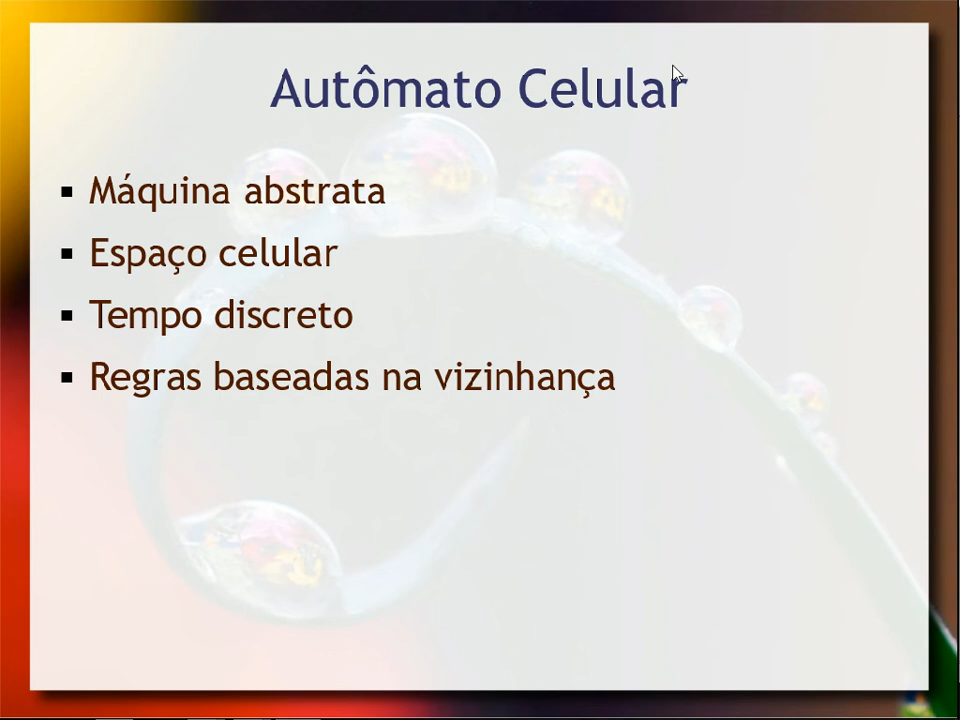 Autômato Celular
Máquina abstrata
Espaço celular
Tempo discreto
Regras baseadas na vizinhança